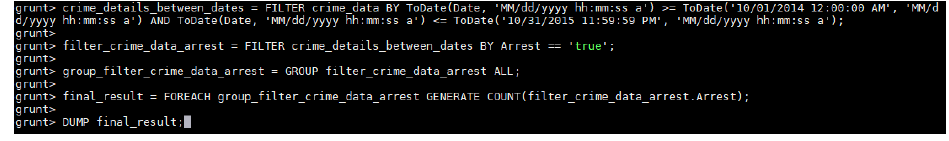 grunt> crime_details_between_dates = FILTER crime_data BY ToDate(Date, 'MM/dd/yyyy hh:mm:ss a') >= ToDate('10/01/2014 12:00:00 AM', 'MM/d
d/yyyy hh:mm:ss a') AND ToDate(Date, 'MM/dd/yyyy hh:mm:ss a') <= ToDate('10/31/2015 11:59:59 PM', 'MM/dd/yyyy hh:mm:ss a');
grunt>
grunt> filter_crime_data_arrest = FILTER crime_details_between_dates BY Arrest == 'true';
grunt>
grunt> group_filter_crime_data_arrest = GROUP filter_crime_data_arrest ALL;
grunt>
grunt> final_result = FOREACH group_filter_crime_data_arrest GENERATE COUNT(filter_crime_data_arrest.Arrest);
grunt>
grunt> DUMP final_result;